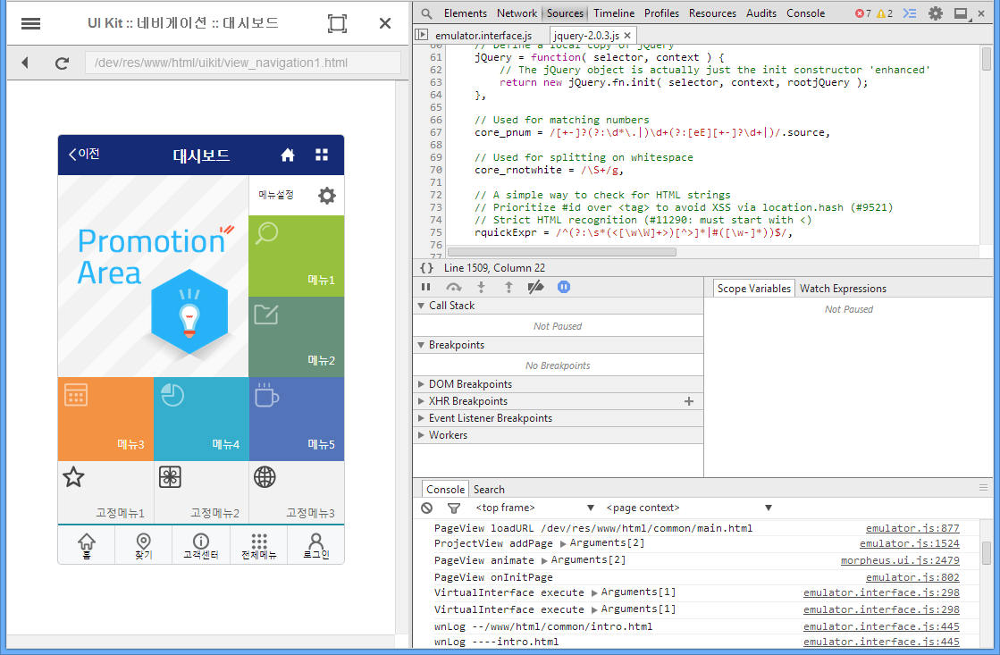 UI Kit :: 네비게이션 :: 대시보드
/dev/res/www/html/uikit/view_navigation1.html
이전
대시보드
메뉴설정
Promotion
Area
메뉴1
메뉴2
메뉴3
메뉴4
메뉴5
고정메뉴1
고정메뉴2
고정메뉴3
홈
찾기
고객센터
전체메뉴
로그인
Elements Network Sources Timeline Profiles Resources Audits Console 7 2
emulator.interface.js jquery-2.0.3.js ×
60 // Define a local copy of jQuery
61 jQuery = function( selector, context ) {
62 // The jQuery object is actually just the init constructor 'enhanced'
63 return new jQuery.fn.init( selector, context, rootjQuery );
64 },
65
66 // Used for matching numbers
67 core_pnum = /[+-]?(?:\d*\.|)\d+(?:[eE][+-]?\d+|)/.source,
68
69 // Used for splitting on whitespace
70 core_rnotwhite = /\S+/g,
71
72 // A simple way to check for HTML strings
73 // Prioritize #id over <tag> to avoid XSS via location.hash (#9521)
74 // Strict HTML recognition (#11290: must start with <)
75 rquickExpr = /^(?:\s*(<[\w\W]+>)[^>]*|#([\w-]*))$/,
76
77
{} Line 1509, Column 22
Call Stack
Not Paused
Breakpoints
No Breakpoints
DOM Breakpoints
XHR Breakpoints
Event Listener Breakpoints
Workers
Scope Variables Watch Expressions
Not Paused
Console Search
<top frame> <page context>
PageView loadURL /dev/res/www/html/common/main.html emulator.js:877
ProjectView addPage Arguments[2] emulator.js:1524
PageView animate Arguments[2] morpheus.ui.js:2479
PageView onInitPage emulator.js:802
VirtualInterface execute Arguments[1] emulator.interface.js:298
VirtualInterface execute Arguments[1] emulator.interface.js:298
wnLog --/www/html/common/intro.html emulator.interface.js:445
wnLog ----intro.html emulator.interface.js:445